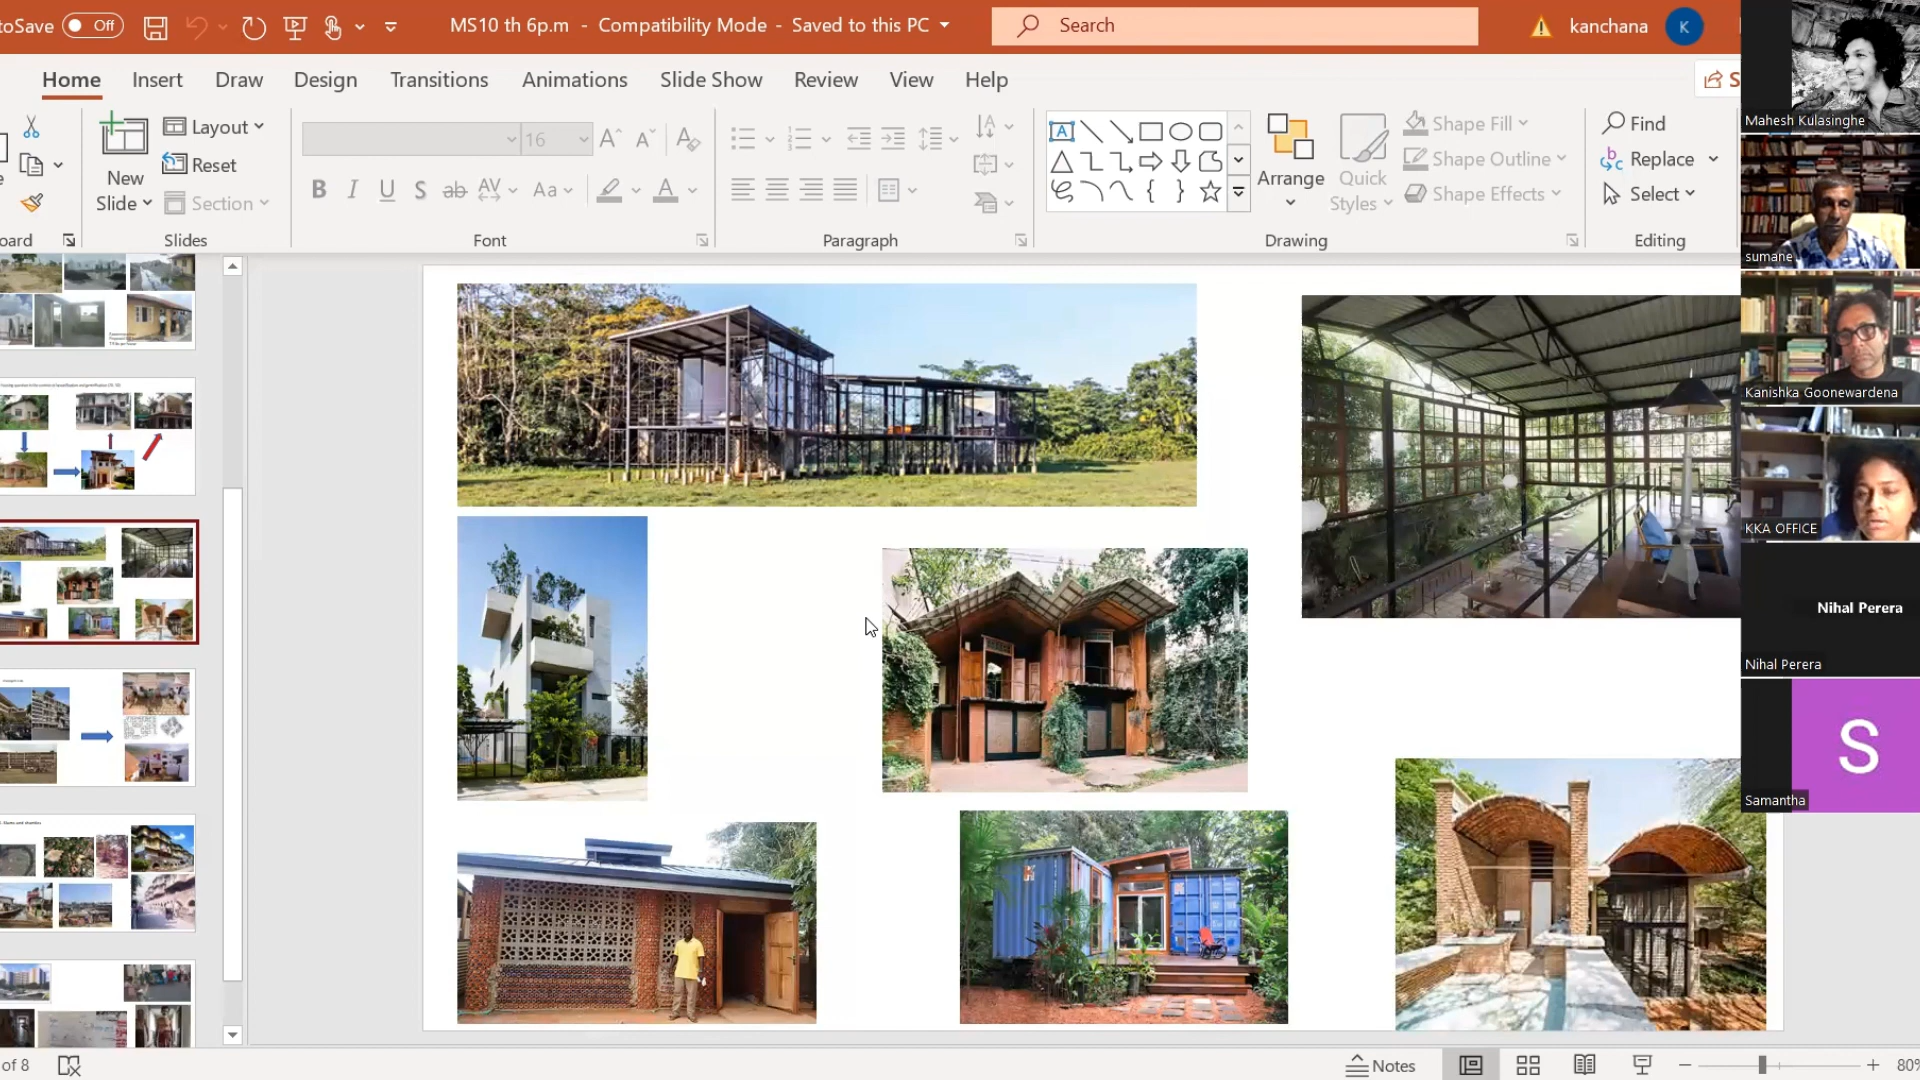 toSave Off MS10 th 6p.m - Compatibility Mode - Saved to this PC Search kanchana K
Home Insert Draw Design Transitions Animations Slide Show Review View Help S
New Slide Layout Reset Section
16
B I U S ab AV Aa A
Arrange Quick Styles Shape Fill Shape Outline Shape Effects
Find
Replace
Select
oard Slides Font Paragraph Drawing Editing
Mahesh Kulasinghe
sumane
Kanishka Goonewardena
KKA OFFICE
Nihal Perera
Nihal Perera
S
Samantha
of 8 Notes 80%